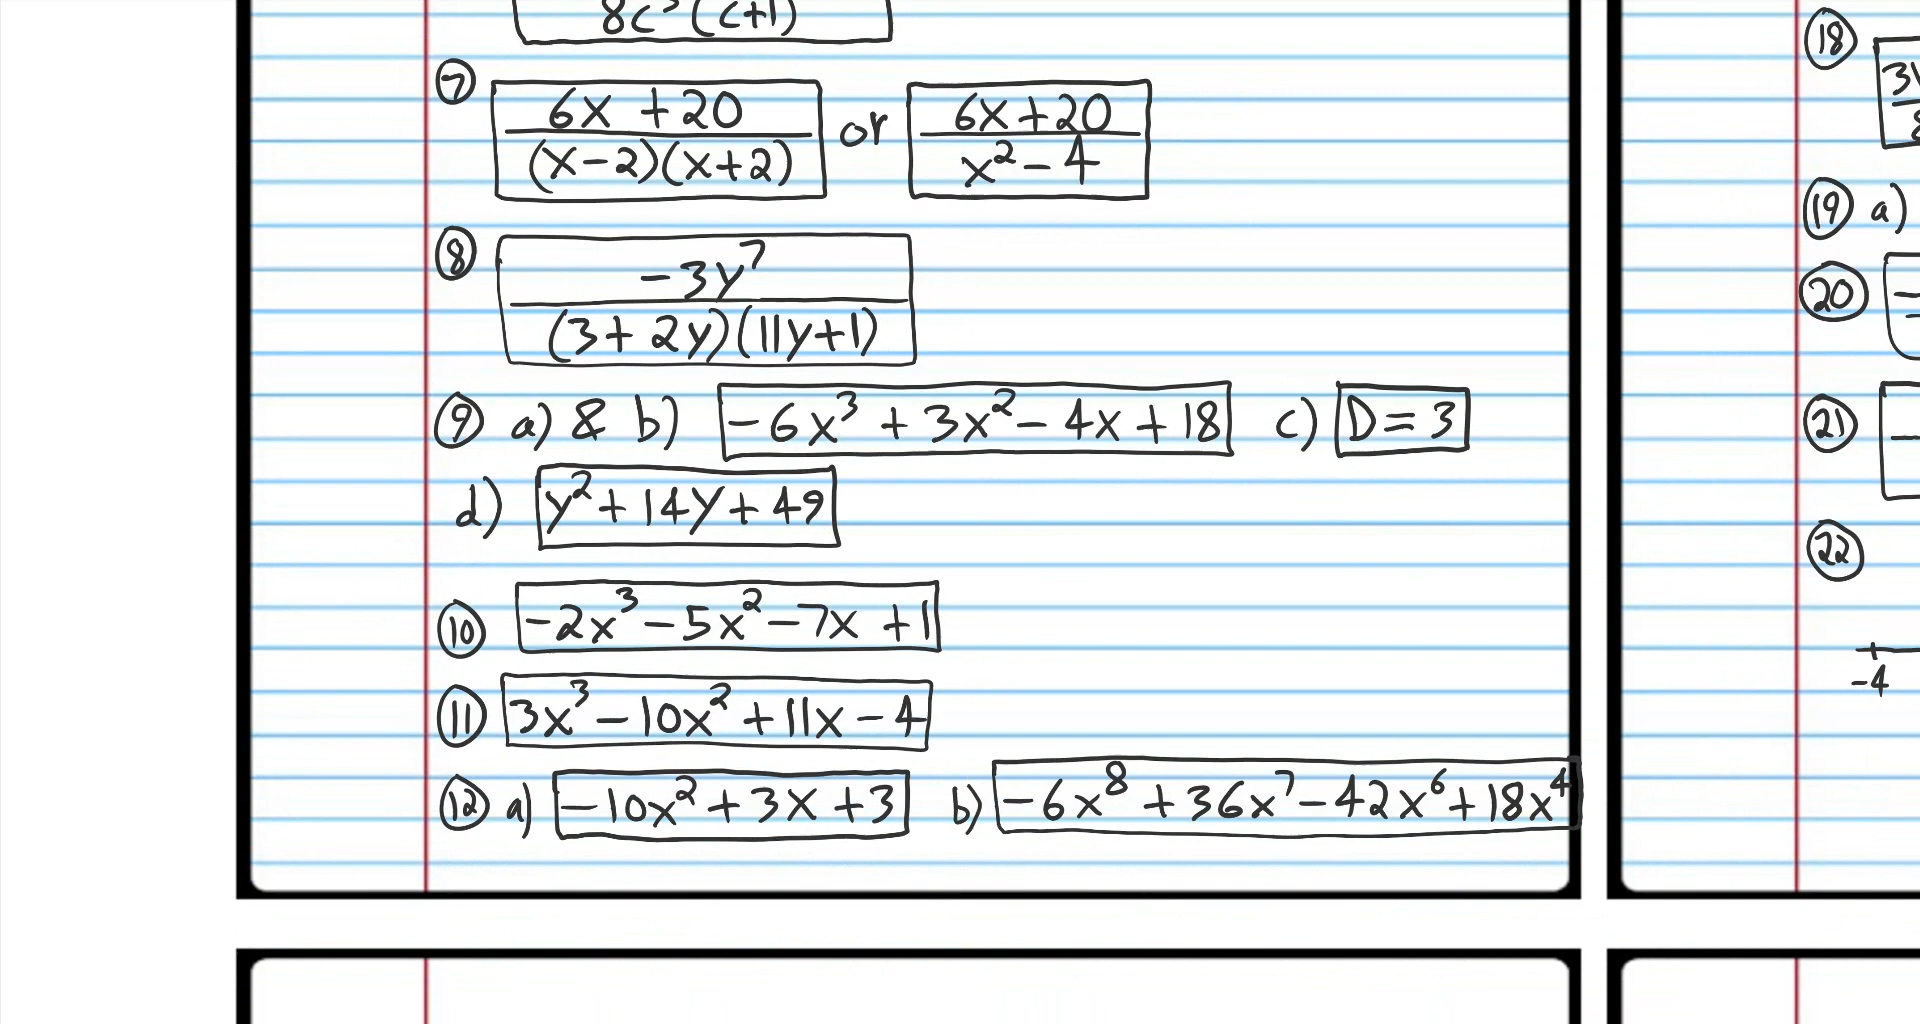 8c³(c+1)
⑦ 6x + 20 or 6x + 20
(x-2)(x+2) x² - 4
⑧ -3y⁷
(3 + 2y)(11y+1)
⑨ a) & b) -6x³ + 3x² - 4x + 18 c) D = 3
d) y² + 14y + 49
⑩ -2x³ - 5x² - 7x + 1
⑪ 3x³ - 10x² + 11x - 4
⑫ a) -10x² + 3x + 3 b) -6x⁸ + 36x⁷ - 42x⁶ + 18x⁴
⑱
⑲ a)
⑳
㉑
㉒
-4